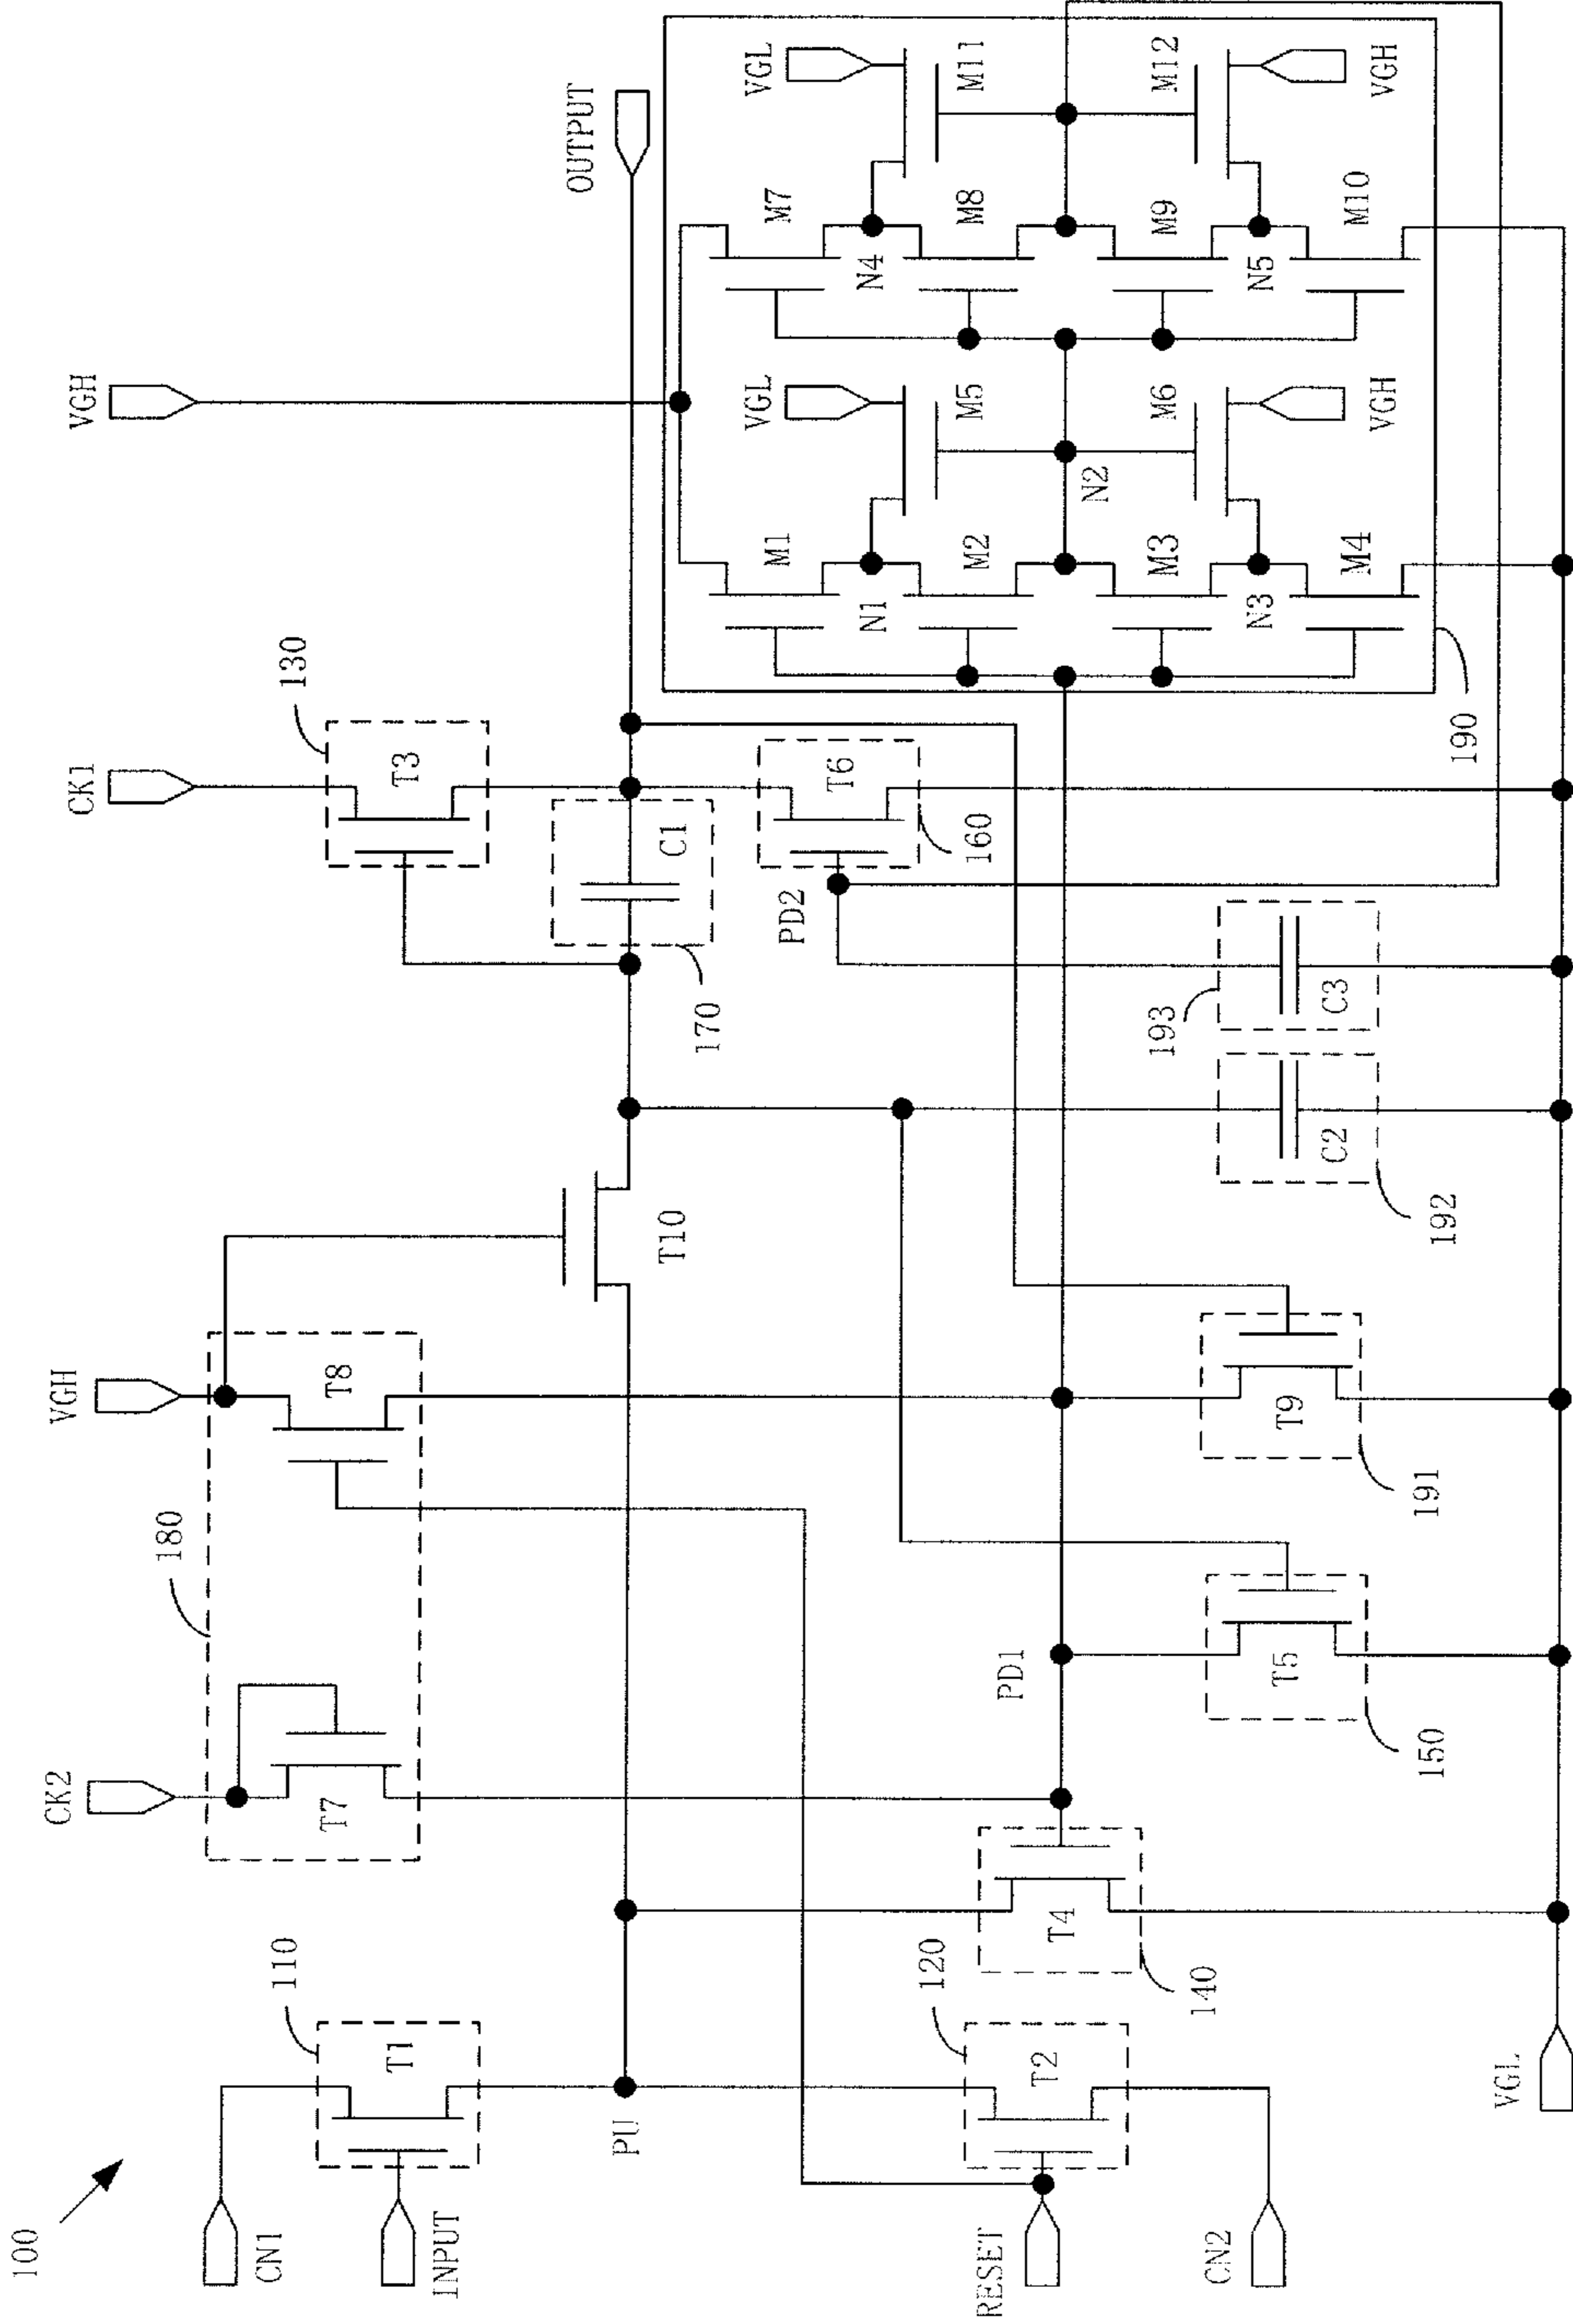 100
CN1
INPUT
110
T1
PU
RESET
120
T2
CN2
CK2
180
T7
VGH
T8
T10
T4
140
PD1
T5
150
T9
191
VGL
CK1
130
T3
C1
170
PD2
T6
160
193
C3
C2
192
VGH
OUTPUT
M1
N1
M2
VGL
M5
N2
M6
VGH
M3
N3
M4
M7
N4
M8
VGL
M11
M12
VGH
M9
N5
M10
190